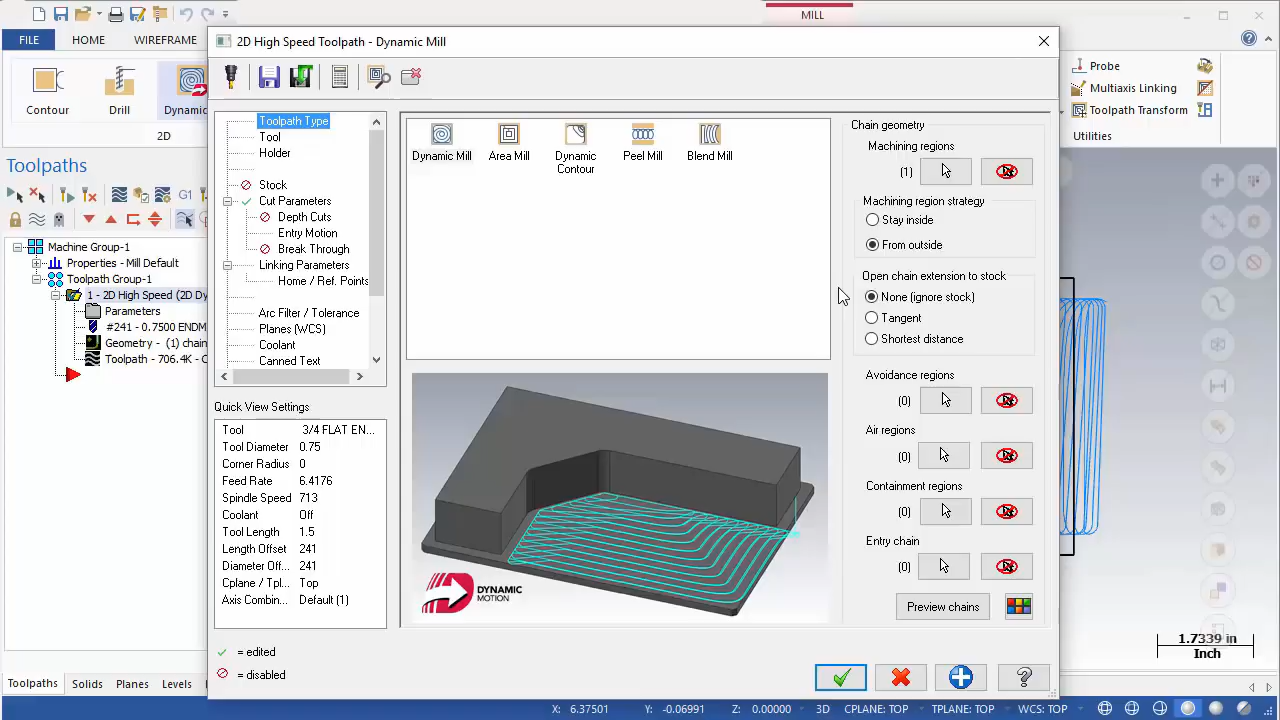 MILL
FILE
HOME
WIREFRAME
2D High Speed Toolpath - Dynamic Mill
Contour
Drill
Dynamic
2D
Probe
Multiaxis Linking
Toolpath Transform
Utilities
Toolpaths
G1
Machine Group-1
Properties - Mill Default
Toolpath Group-1
1 - 2D High Speed (2D Dy
Parameters
#241 - 0.7500 ENDM
Geometry - (1) chain
Toolpath - 706.4K - C
Toolpath Type
Tool
Holder
Stock
Cut Parameters
Depth Cuts
Entry Motion
Break Through
Linking Parameters
Home / Ref. Points
Arc Filter / Tolerance
Planes (WCS)
Coolant
Canned Text
Quick View Settings
Tool 3/4 FLAT EN...
Tool Diameter 0.75
Corner Radius 0
Feed Rate 6.4176
Spindle Speed 713
Coolant Off
Tool Length 1.5
Length Offset 241
Diameter Off... 241
Cplane / Tpl... Top
Axis Combin... Default (1)
= edited
= disabled
Dynamic Mill
Area Mill
Dynamic Contour
Peel Mill
Blend Mill
DYNAMIC
MOTION
Chain geometry
Machining regions
(1)
Machining region strategy
Stay inside
From outside
Open chain extension to stock
None (ignore stock)
Tangent
Shortest distance
Avoidance regions
(0)
Air regions
(0)
Containment regions
(0)
Entry chain
(0)
Preview chains
1.7339 in
Inch
Toolpaths Solids Planes Levels
X: 6.37501 Y: -0.06991 Z: 0.00000 3D CPLANE: TOP TPLANE: TOP WCS: TOP